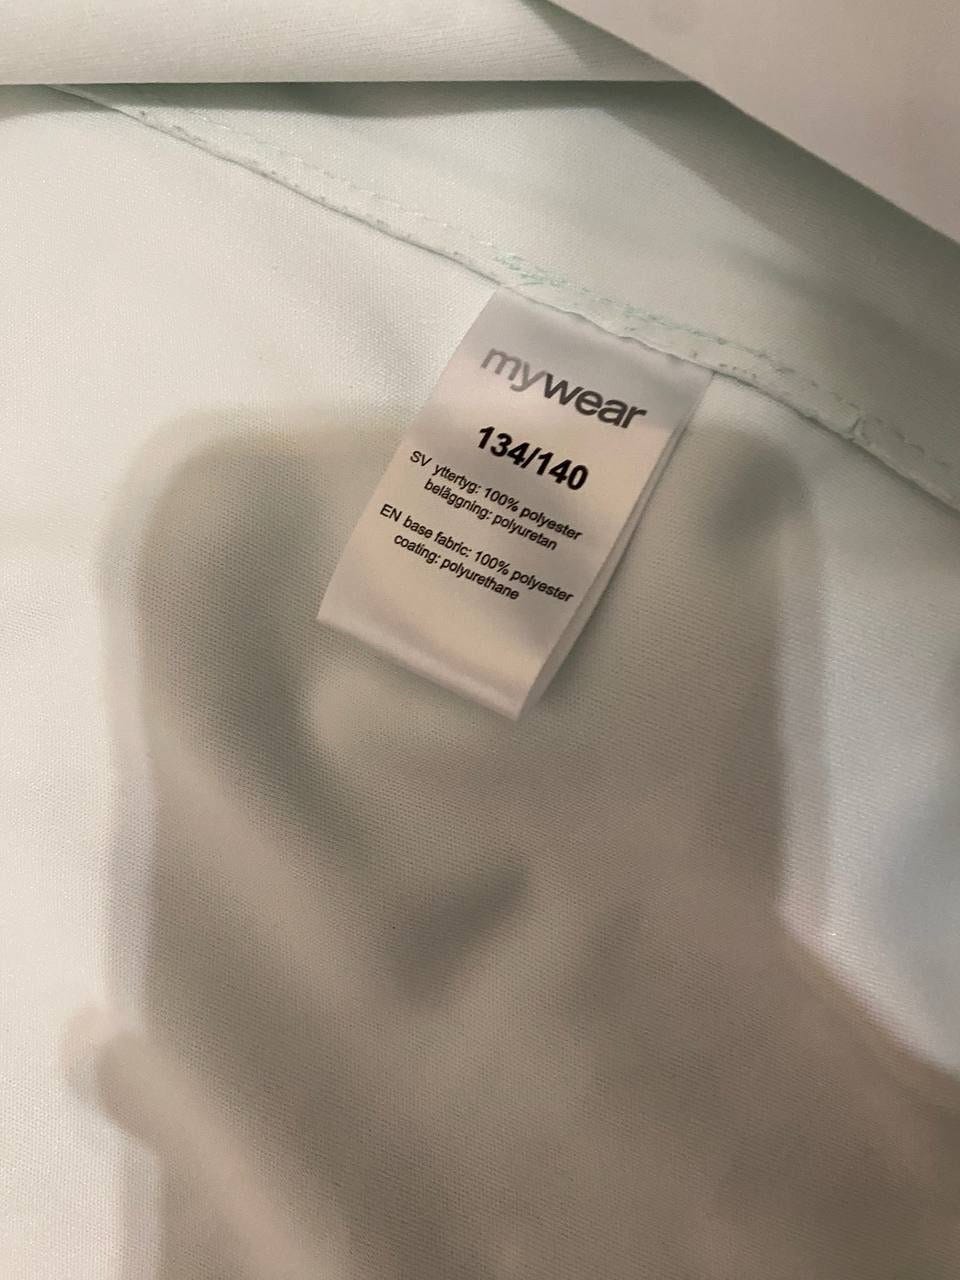 mywear
134/140
SV yttertyg: 100% polyester
beläggning: polyuretan
EN base fabric: 100% polyester
coating: polyurethane